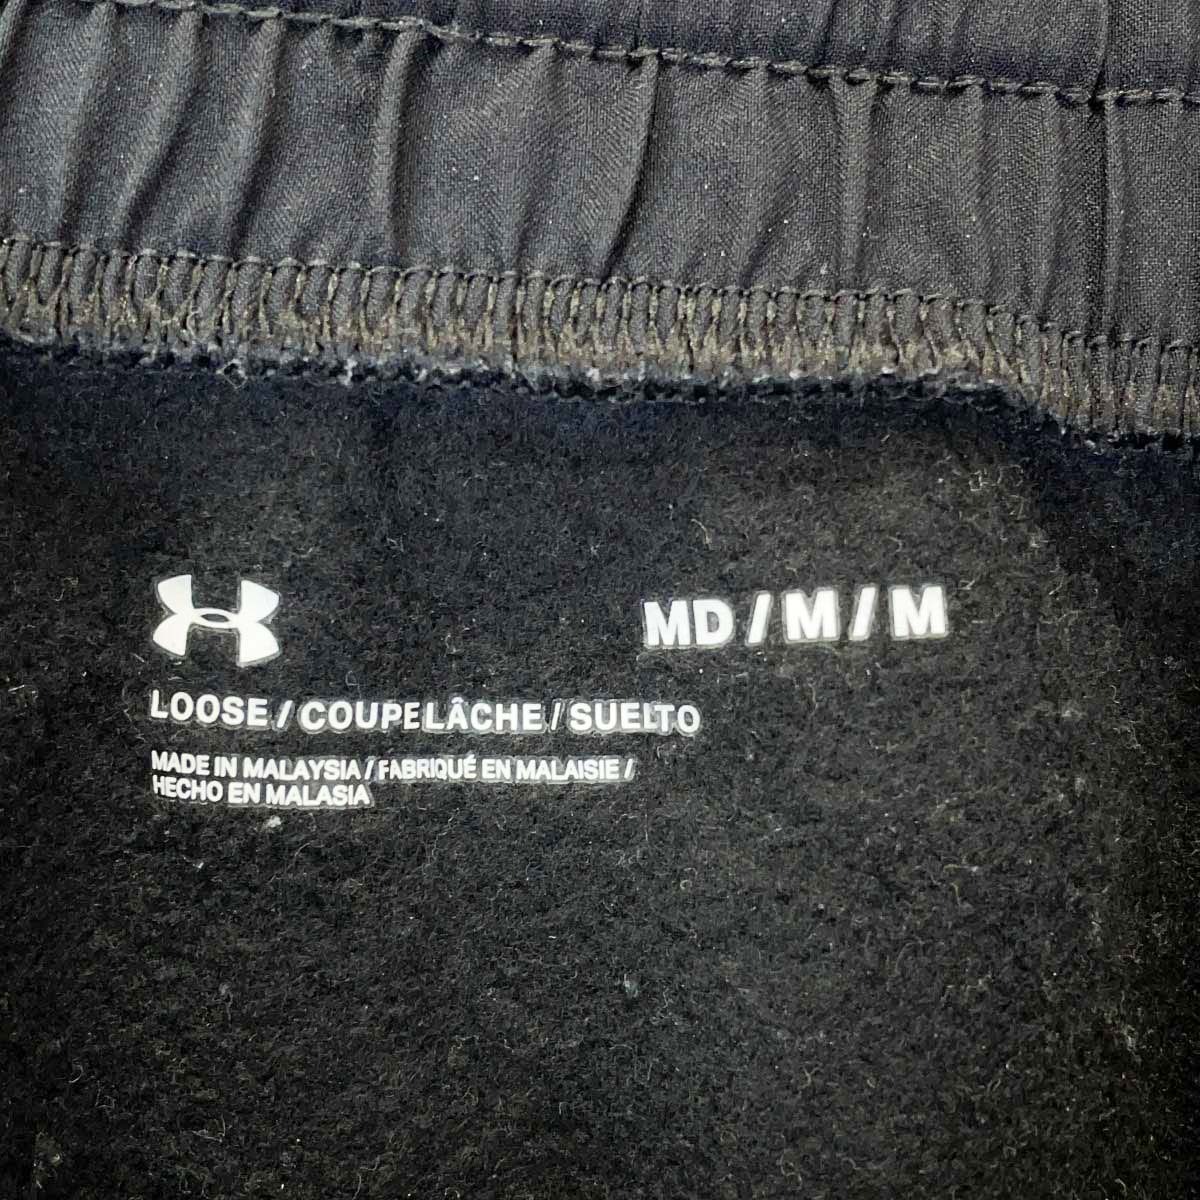 MD / M / M
LOOSE / COUPE LÂCHE / SUELTO
MADE IN MALAYSIA / FABRIQUÉ EN MALAISIE /
HECHO EN MALASIA